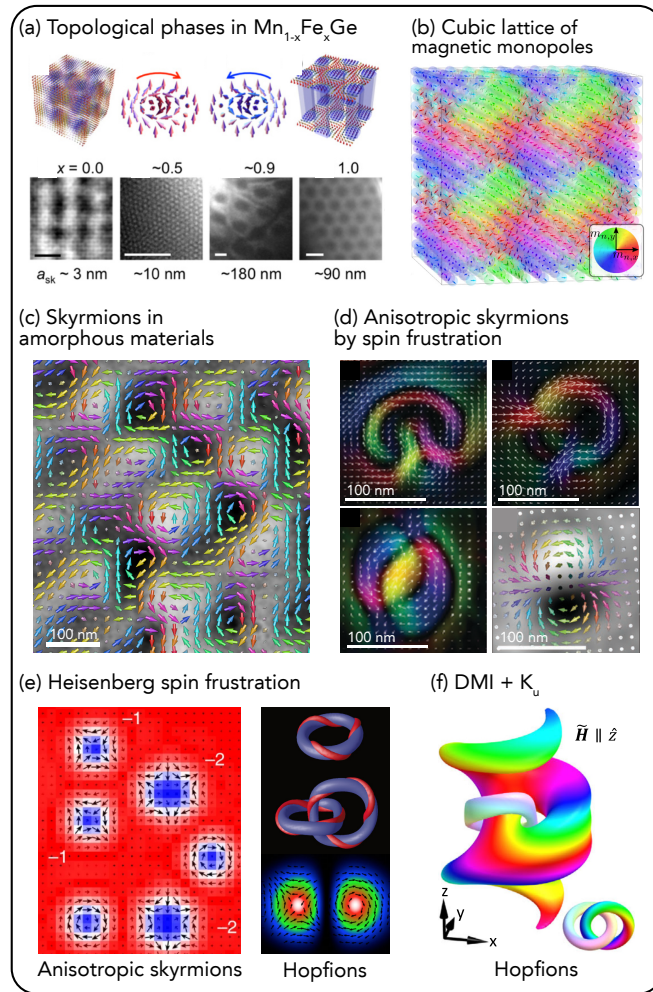 (a) Topological phases in Mn1-xFexGe
x = 0.0 ~0.5 ~0.9 1.0
ask ~ 3 nm ~10 nm ~180 nm ~90 nm
(b) Cubic lattice of
magnetic monopoles
mn,y
mn,x
(c) Skyrmions in
amorphous materials
100 nm
(d) Anisotropic skyrmions
by spin frustration
100 nm 100 nm
100 nm 100 nm
(e) Heisenberg spin frustration
−1
−2
−1
−2
Anisotropic skyrmions Hopfions
(f) DMI + Ku
H̃ ∥ ẑ
z
y
x
Hopfions